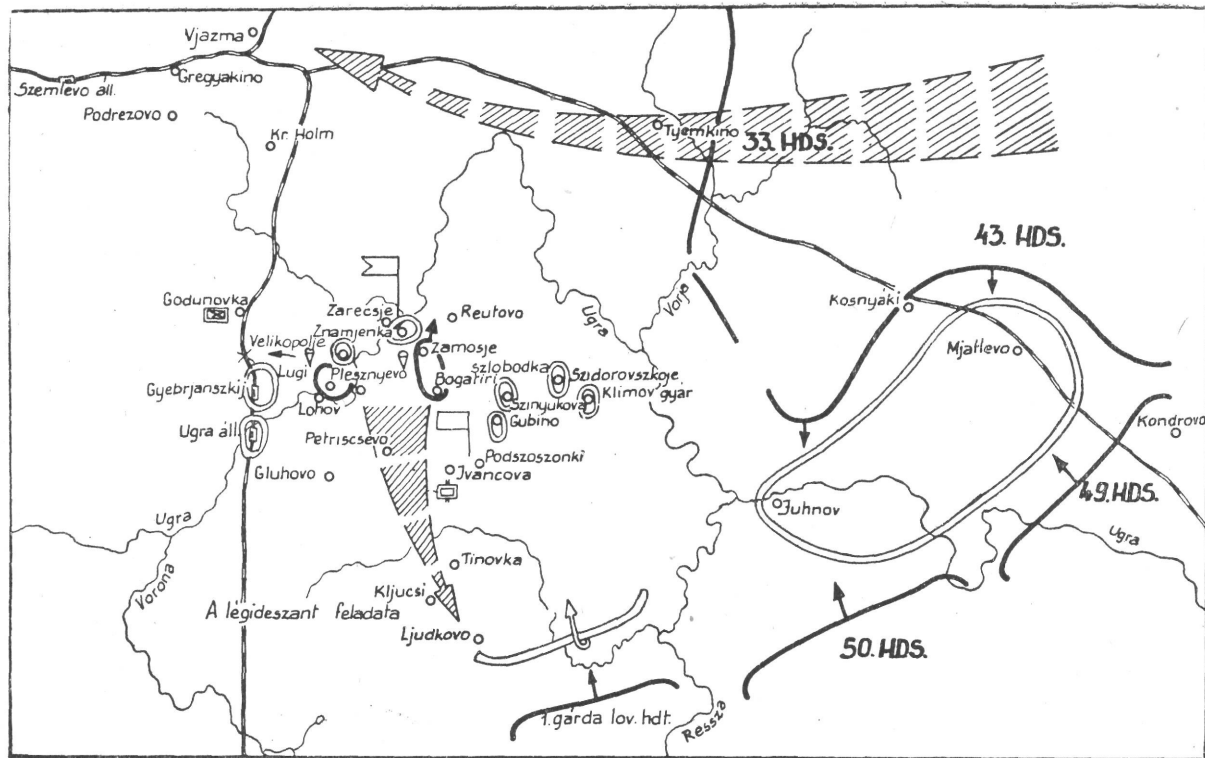 Vjazma
Gregyakino
Szemlevo áll.
Podrezovo
Kr. Holm
Tyemkino
33. HDS.
43. HDS.
Vorja
Kosnyáki
Godunovka
Zarecsje
Reutovo
Ugra
Znamjenka
Velikopolje
Zamosje
Mjatlevo
Lugi
Plesznyevo
Szlobodka
Szidorovszkoje
Gyebrjanszkij
Bogatiri
Klimov gyár
Lohov
Szinyukova
Gubino
Kondrovo
Ugra áll.
Petriscsevo
Podszoszonki
Gluhovo
Ivancova
49. HDS.
Juhnov
Ugra
Ugra
Tinovka
Vorona
Kljucsi
A légideszant feladata
Ljudkovo
50. HDS.
1. gárda lov. hdt.
Ressza